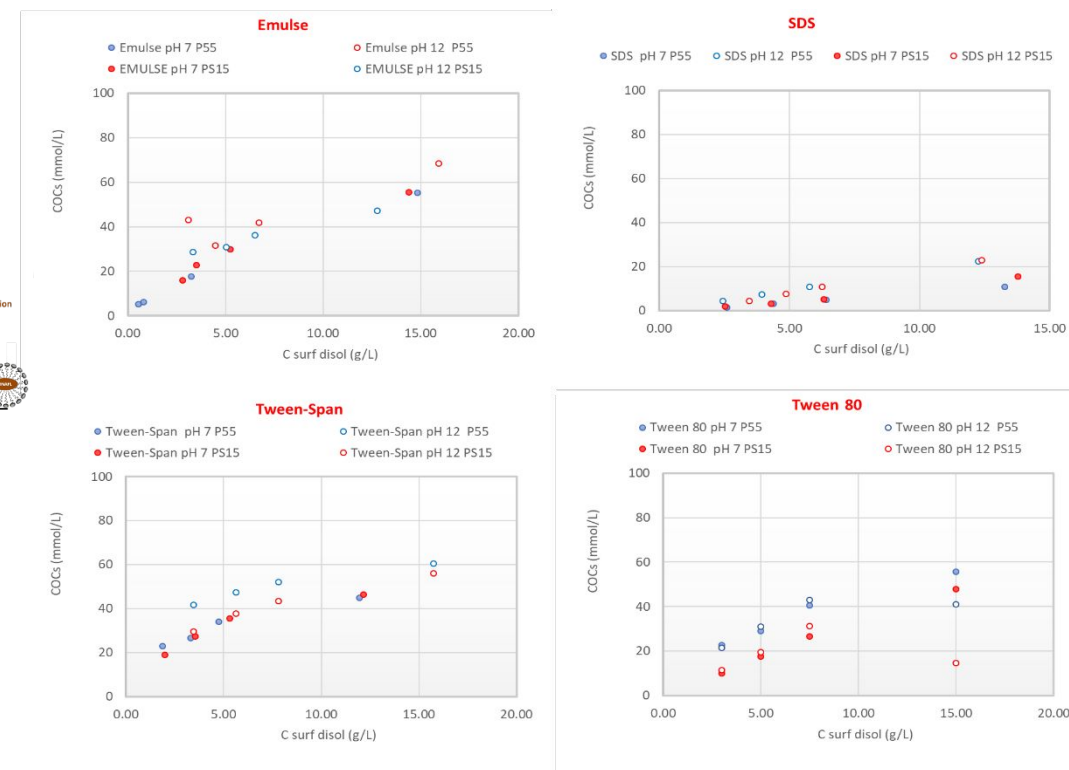 Emulse
Emulse pH 7 P55
Emulse pH 12 P55
EMULSE pH 7 PS15
EMULSE pH 12 PS15
100
80
60
40
20
0
COCs (mmol/L)
0.00 5.00 10.00 15.00 20.00
C surf disol (g/L)
SDS
SDS pH 7 P55
SDS pH 12 P55
SDS pH 7 PS15
SDS pH 12 PS15
100
80
60
40
20
0
COCs (mmol/L)
0.00 5.00 10.00 15.00
C surf disol (g/L)
Tween-Span
Tween-Span pH 7 P55
Tween-Span pH 12 P55
Tween-Span pH 7 PS15
Tween-Span pH 12 PS15
100
80
60
40
20
0
COCs (mmol/L)
0.00 5.00 10.00 15.00 20.00
C surf disol (g/L)
Tween 80
Tween 80 pH 7 P55
Tween 80 pH 12 P55
Tween 80 pH 7 PS15
Tween 80 pH 12 PS15
100
80
60
40
20
0
COCs (mmol/L)
0.00 5.00 10.00 15.00 20.00
C surf disol (g/L)